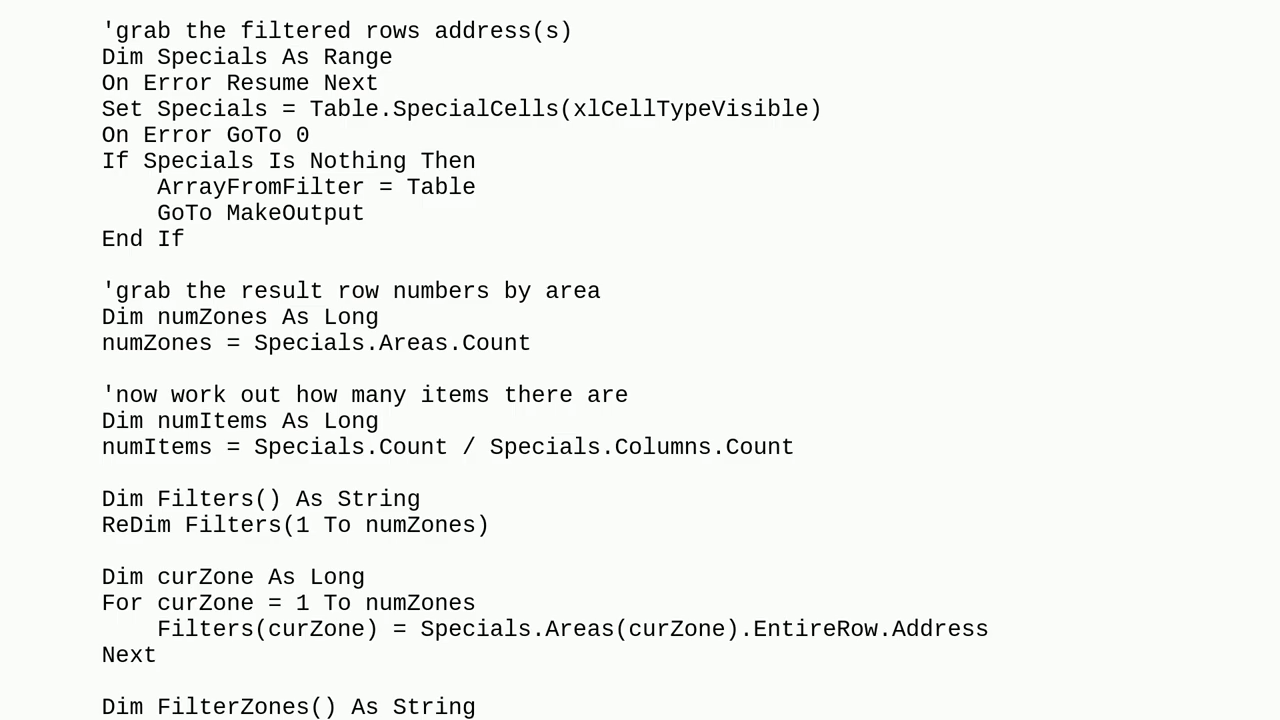 'grab the filtered rows address(s)
Dim Specials As Range
On Error Resume Next
Set Specials = Table.SpecialCells(xlCellTypeVisible)
On Error GoTo 0
If Specials Is Nothing Then
    ArrayFromFilter = Table
    GoTo MakeOutput
End If

'grab the result row numbers by area
Dim numZones As Long
numZones = Specials.Areas.Count

'now work out how many items there are
Dim numItems As Long
numItems = Specials.Count / Specials.Columns.Count

Dim Filters() As String
ReDim Filters(1 To numZones)

Dim curZone As Long
For curZone = 1 To numZones
    Filters(curZone) = Specials.Areas(curZone).EntireRow.Address
Next

Dim FilterZones() As String